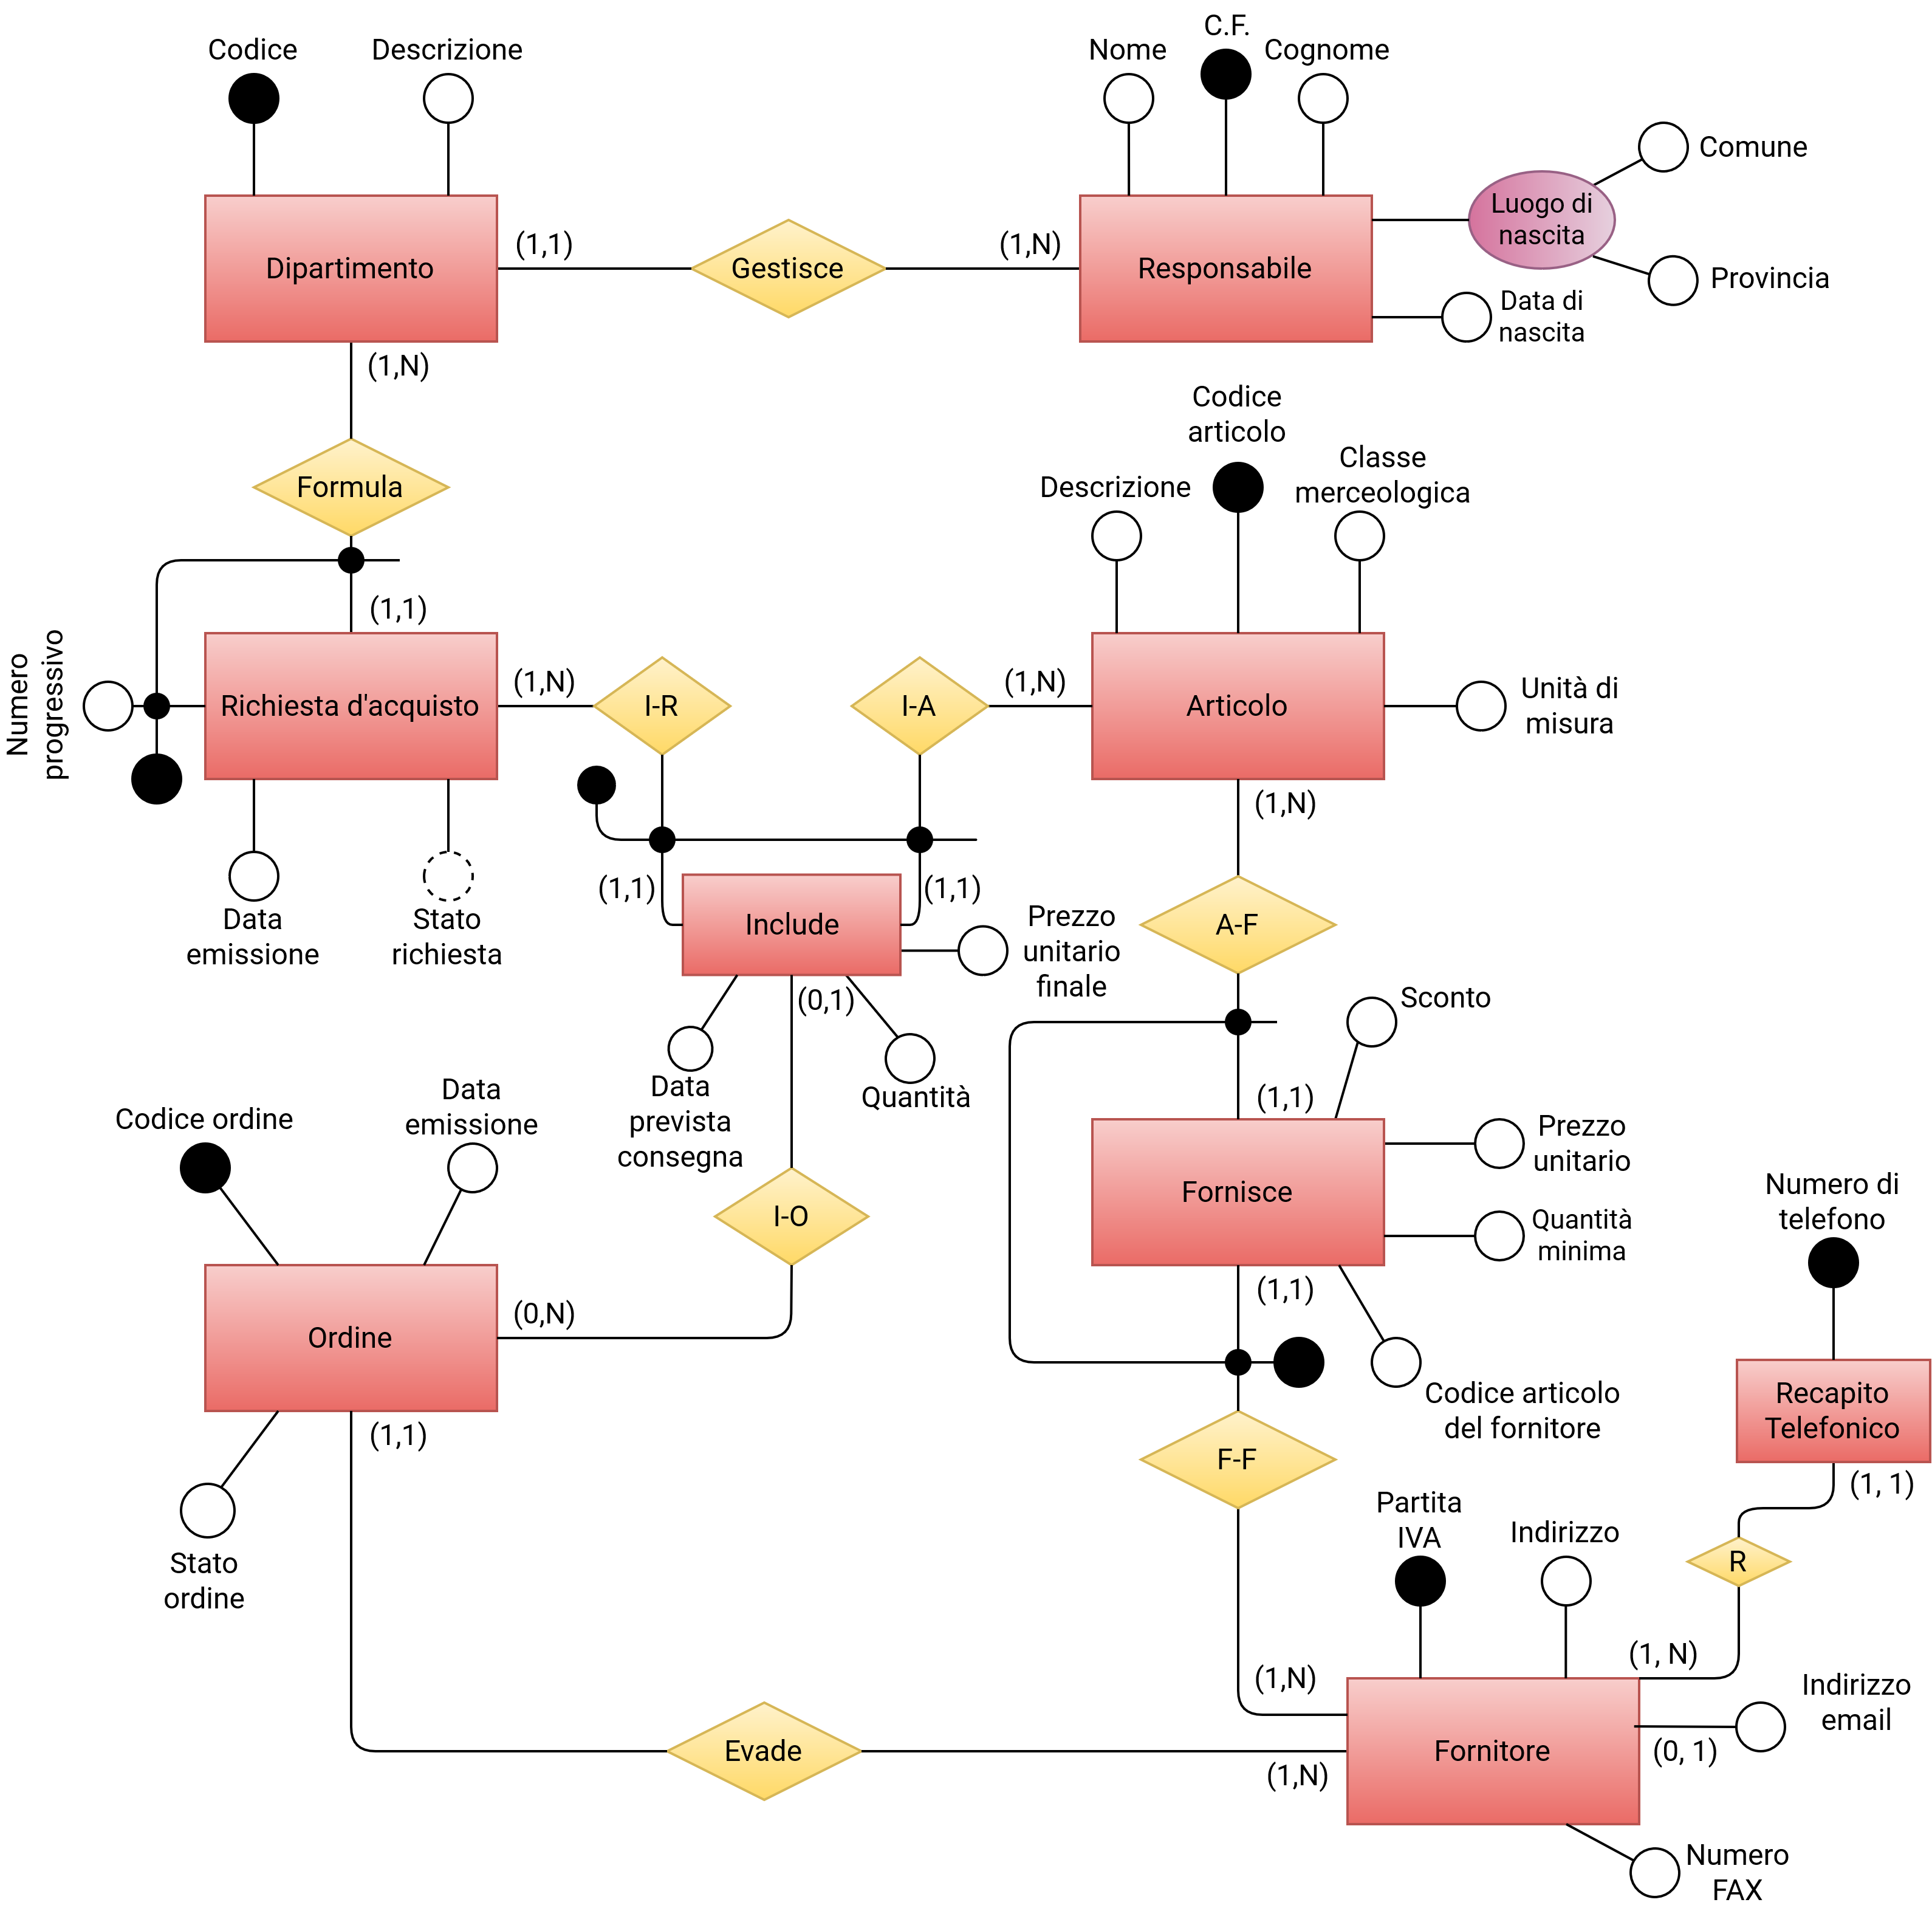 C.F.
Codice
Descrizione
Nome
Cognome
Comune
Luogo di
nascita
(1,1)
(1,N)
Dipartimento
Gestisce
Responsabile
Provincia
Data di
nascita
(1,N)
Codice
articolo
Formula
Descrizione
Classe
merceologica
(1,1)
Numero
progressivo
Richiesta d'acquisto
(1,N)
I-R
I-A
(1,N)
Articolo
Unità di
misura
(1,N)
(1,1)
(1,1)
Data
emissione
Stato
richiesta
Include
Prezzo
unitario
finale
A-F
(0,1)
Sconto
Data
prevista
consegna
Quantità
Codice ordine
Data
emissione
(1,1)
Prezzo
unitario
Fornisce
Quantità
minima
I-O
Numero di
telefono
(1,1)
Ordine
(0,N)
Codice articolo
del fornitore
Recapito
Telefonico
(1,1)
F-F
(1, 1)
Partita
IVA
Indirizzo
R
Stato
ordine
(1,N)
(1, N)
Indirizzo
email
Evade
Fornitore
(0, 1)
(1,N)
Numero
FAX